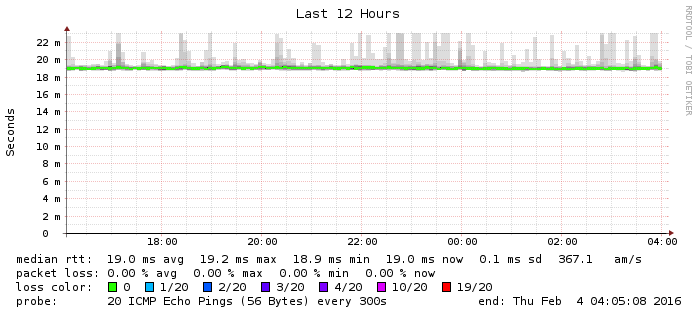 Last 12 Hours
RRDTOOL / TOBI OETIKER
Seconds
22 m
20 m
18 m
16 m
14 m
12 m
10 m
8 m
6 m
4 m
2 m
0
18:00 20:00 22:00 00:00 02:00 04:00
median rtt: 19.0 ms avg 19.2 ms max 18.9 ms min 19.0 ms now 0.1 ms sd 367.1 am/s
packet loss: 0.00 % avg 0.00 % max 0.00 % min 0.00 % now
loss color: 0 1/20 2/20 3/20 4/20 10/20 19/20
probe: 20 ICMP Echo Pings (56 Bytes) every 300s end: Thu Feb 4 04:05:08 2016